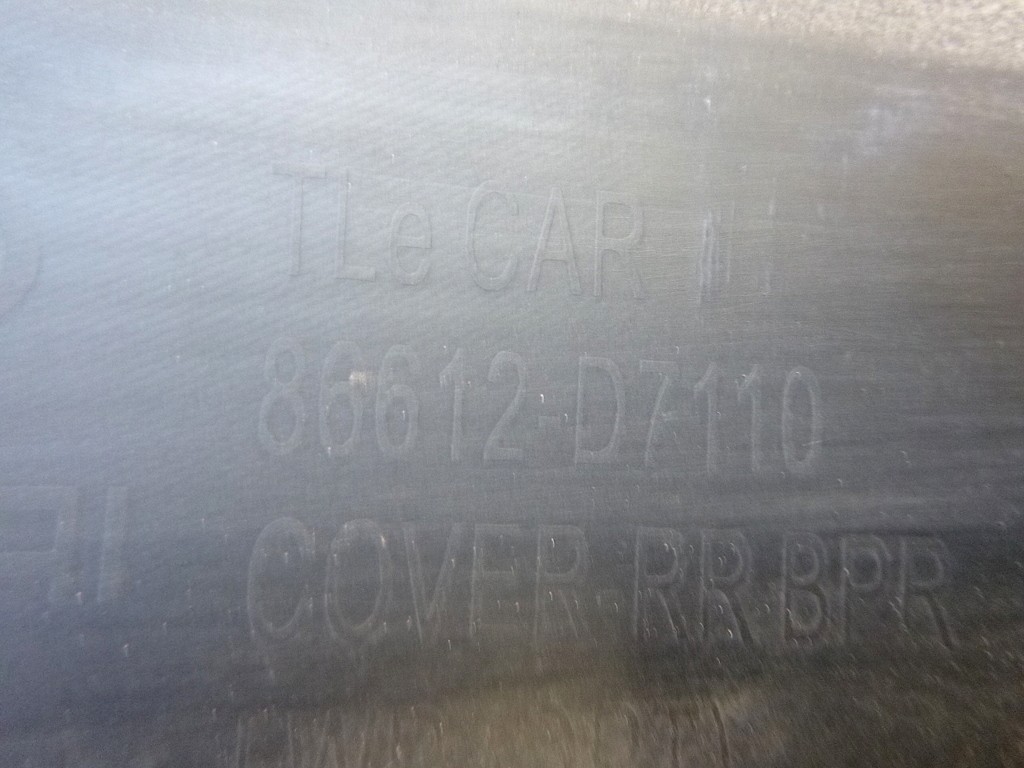 TLe CAR
86612-D7110
COVER-RR BPR